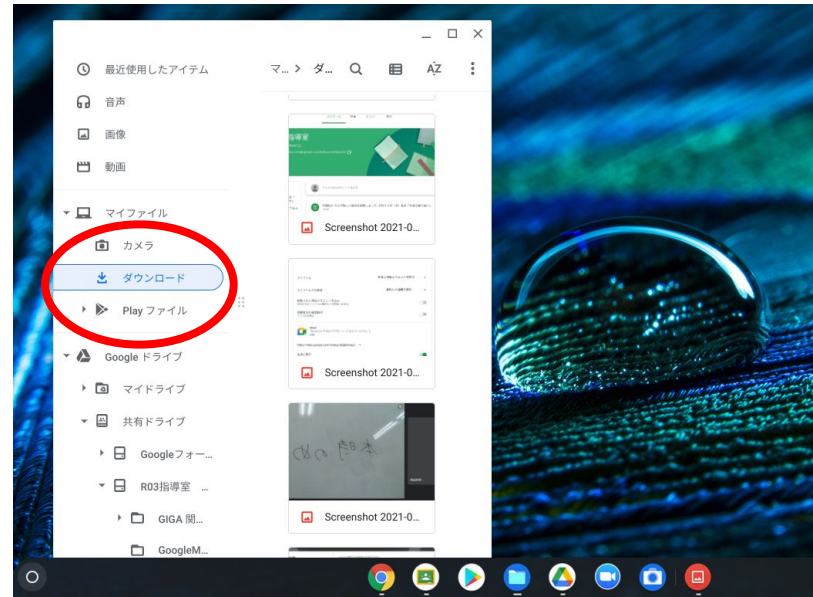 最近使用したアイテム
マ... > ダ...
AZ
音声
画像
動画
マイファイル
カメラ
ダウンロード
Play ファイル
Google ドライブ
マイドライブ
共有ドライブ
Googleフォー...
R03指導室 ...
GIGA 関...
GoogleM...
指導室
Screenshot 2021-0...
Screenshot 2021-0...
Screenshot 2021-0...